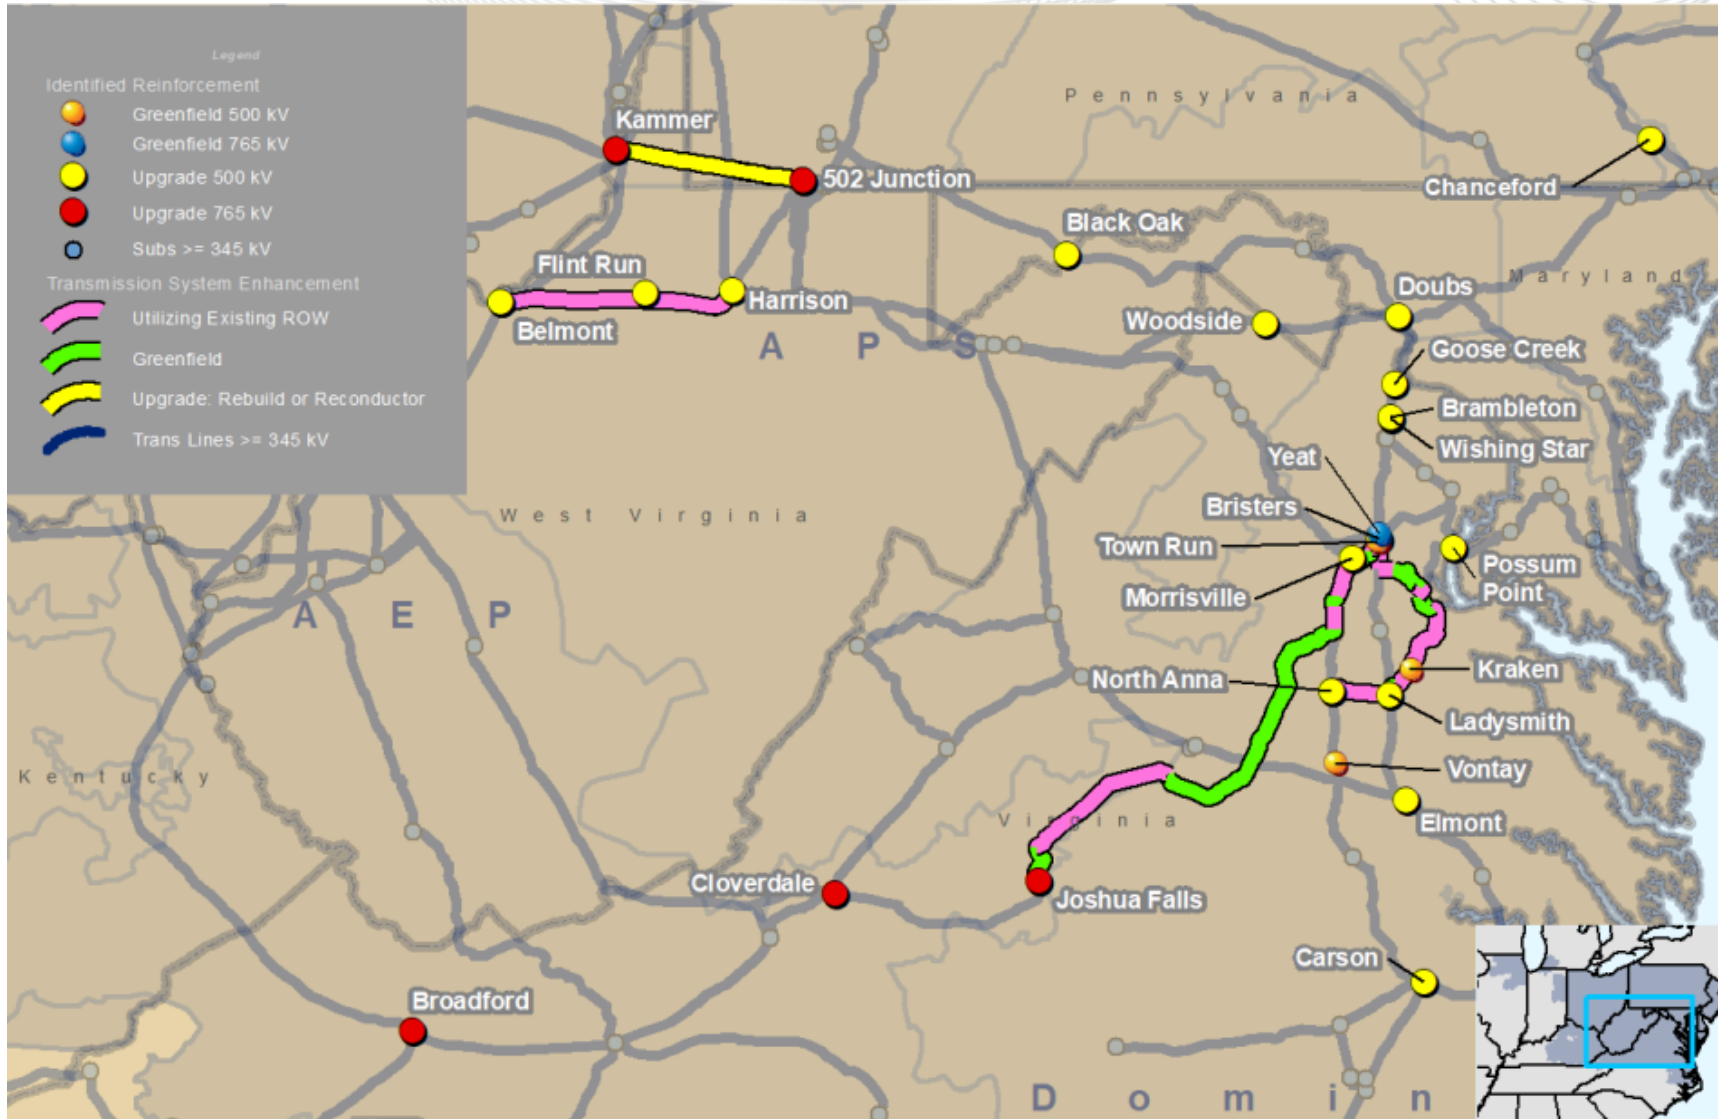 Legend
Identified Reinforcement
Greenfield 500 kV
Greenfield 765 kV
Upgrade 500 kV
Upgrade 765 kV
Subs >= 345 kV
Transmission System Enhancement
Utilizing Existing ROW
Greenfield
Upgrade: Rebuild or Reconductor
Trans Lines >= 345 kV
Pennsylvania
Kammer
502 Junction
Chanceford
Black Oak
Flint Run
Maryland
Doubs
Harrison
Belmont
Woodside
APS
Goose Creek
Brambleton
Wishing Star
Yeat
Bristers
West Virginia
Town Run
Possum
Point
Morrisville
AEP
Kraken
North Anna
Ladysmith
Kentucky
Vontay
Virginia
Elmont
Cloverdale
Joshua Falls
Carson
Broadford
Domin